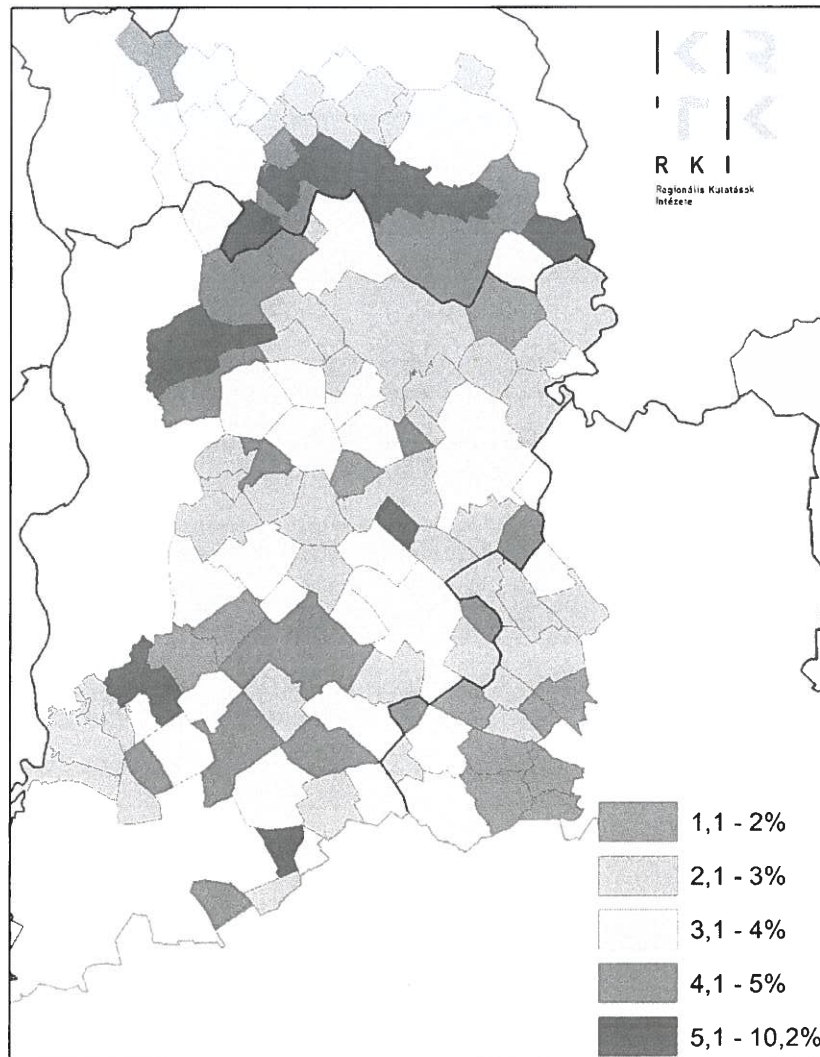 R K I
Regionális Kutatások
Intézete
1,1 - 2%
2,1 - 3%
3,1 - 4%
4,1 - 5%
5,1 - 10,2%